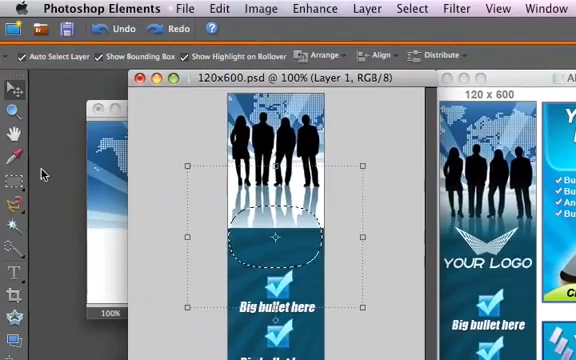 Photoshop Elements File Edit Image Enhance Layer Select Filter View Window
Undo Redo
Auto Select Layer Show Bounding Box Show Highlight on Rollover Arrange Align Distribute
120x600.psd @ 100% (Layer 1, RGB/8)
120 x 600
YOUR LOGO
100%
Big bullet here
Big bullet here